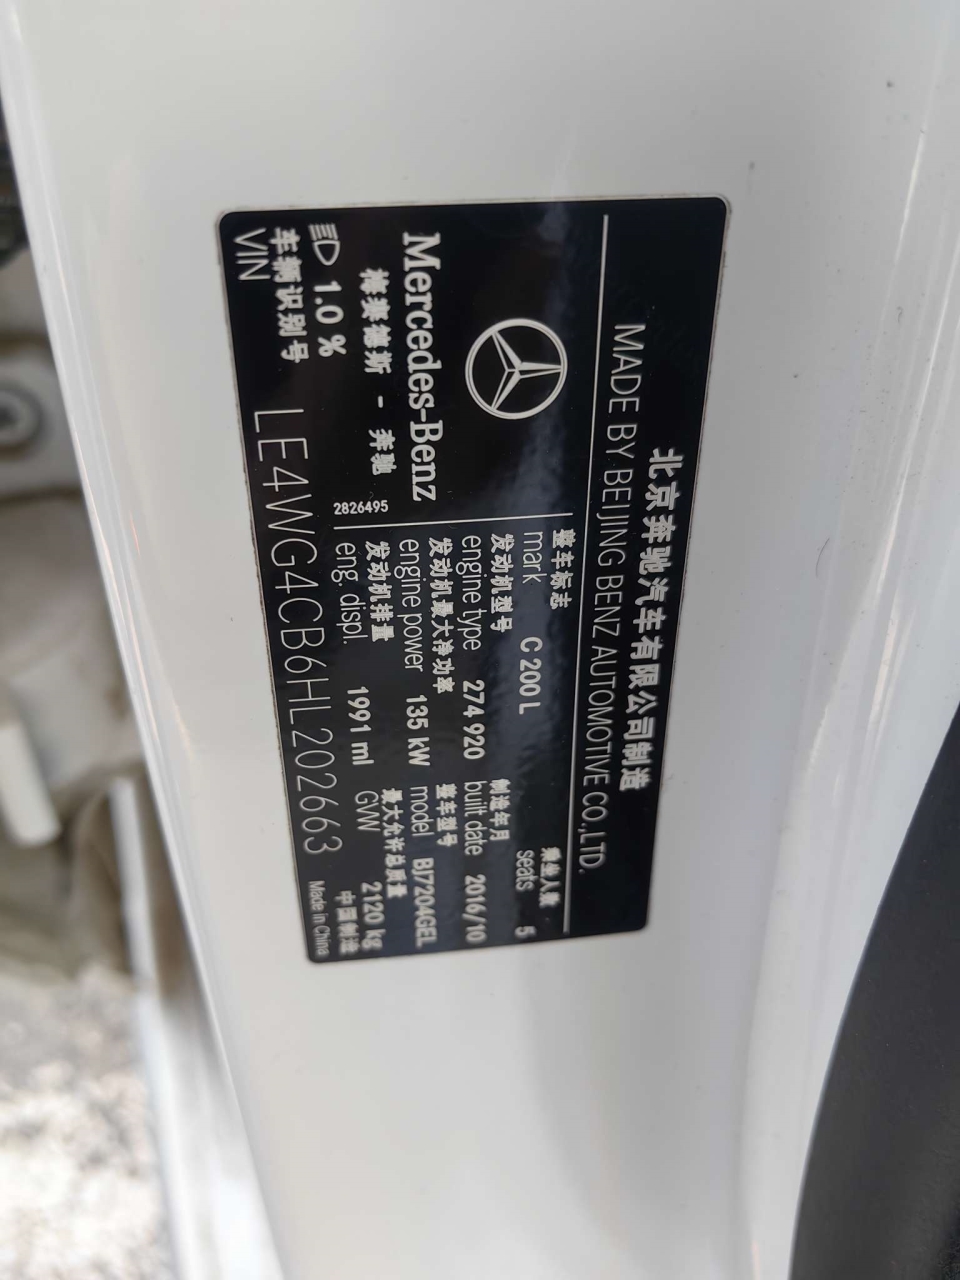 北京奔驰汽车有限公司制造
MADE BY BEIJING BENZ AUTOMOTIVE CO.,LTD.
Mercedes-Benz
梅赛德斯 - 奔驰
1.0 %
2826495
整车标志
mark C 200 L
乘坐人数
seats 5
发动机型号
engine type 274 920
制造年月
built date 2016/10
发动机最大净功率
engine power 135 kW
整车型号
model BJ7204GEL
发动机排量
eng. displ. 1991 ml
最大允许总质量
GVW 2120 kg
车辆识别号
VIN LE4WG4CB6HL202663
中国制造
Made in China